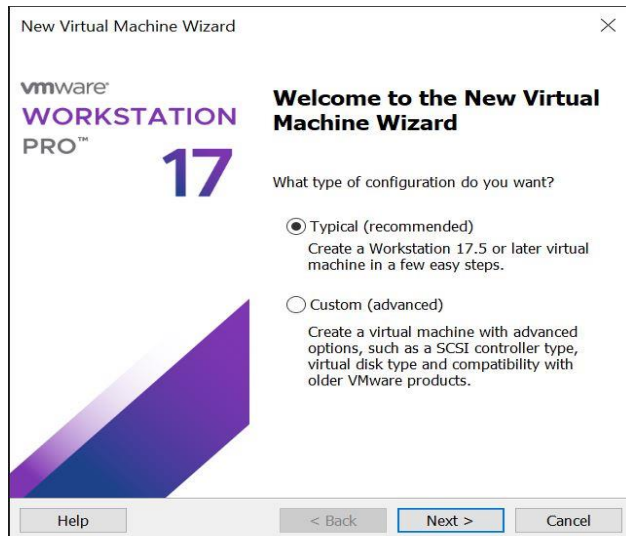 New Virtual Machine Wizard
vmware
WORKSTATION
PRO™
17
Welcome to the New Virtual
Machine Wizard
What type of configuration do you want?
Typical (recommended)
Create a Workstation 17.5 or later virtual
machine in a few easy steps.
Custom (advanced)
Create a virtual machine with advanced
options, such as a SCSI controller type,
virtual disk type and compatibility with
older VMware products.
Help
< Back
Next >
Cancel